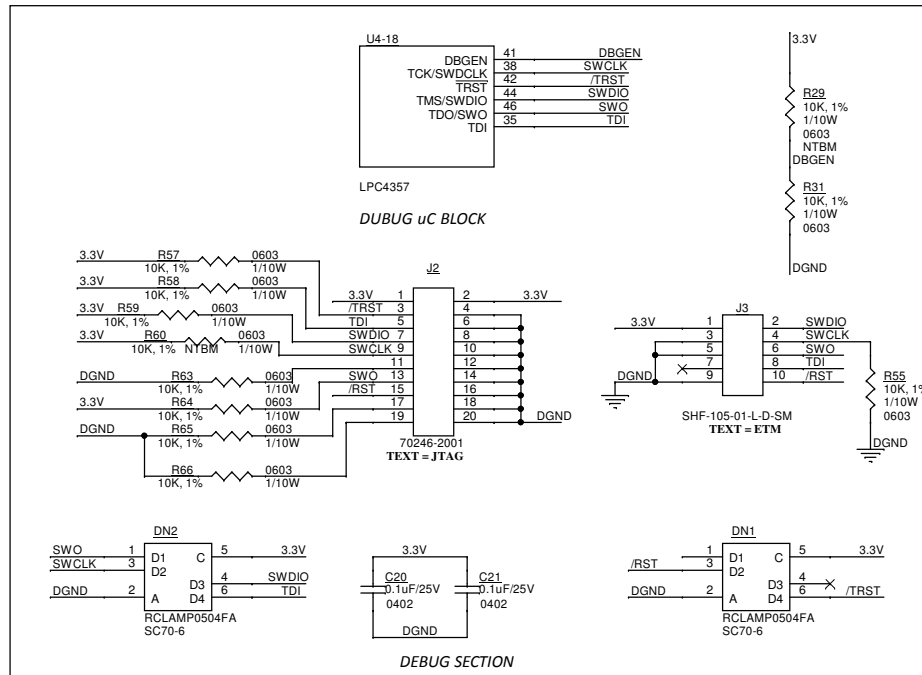 U4-18
DBGEN 41 DBGEN
TCK/SWDCLK 38 SWCLK
TRST 42 /TRST
TMS/SWDIO 44 SWDIO
TDO/SWO 46 SWO
TDI 35 TDI
LPC4357
DUBUG uC BLOCK
3.3V
R29
10K, 1%
1/10W
0603
NTBM
DBGEN
R31
10K, 1%
1/10W
0603
DGND
3.3V R57 0603
10K, 1% 1/10W
3.3V R58 0603
10K, 1% 1/10W
3.3V R59 0603
10K, 1% 1/10W
3.3V R60 0603
10K, 1% NTBM 1/10W
DGND R63 0603
10K, 1% 1/10W
3.3V R64 0603
10K, 1% 1/10W
DGND R65 0603
10K, 1% 1/10W
R66 0603
10K, 1% 1/10W
J2
3.3V 1 2 3.3V
/TRST 3 4
TDI 5 6
SWDIO 7 8
SWCLK 9 10
11 12
SWO 13 14
/RST 15 16
17 18
19 20 DGND
70246-2001
TEXT = JTAG
J3
3.3V 1 2 SWDIO
3 4 SWCLK
5 6 SWO
7 8 TDI
DGND 9 10 /RST
SHF-105-01-L-D-SM
TEXT = ETM
R55
10K, 1%
1/10W
0603
DGND
DN2
SWO 1 D1 C 5 3.3V
SWCLK 3 D2
D3 4 SWDIO
DGND 2 A D4 6 TDI
RCLAMP0504FA
SC70-6
3.3V
C20 C21
0.1uF/25V 0.1uF/25V
0402 0402
DGND
DN1
1 D1 C 5 3.3V
/RST 3 D2
D3 4
DGND 2 A D4 6 /TRST
RCLAMP0504FA
SC70-6
DEBUG SECTION